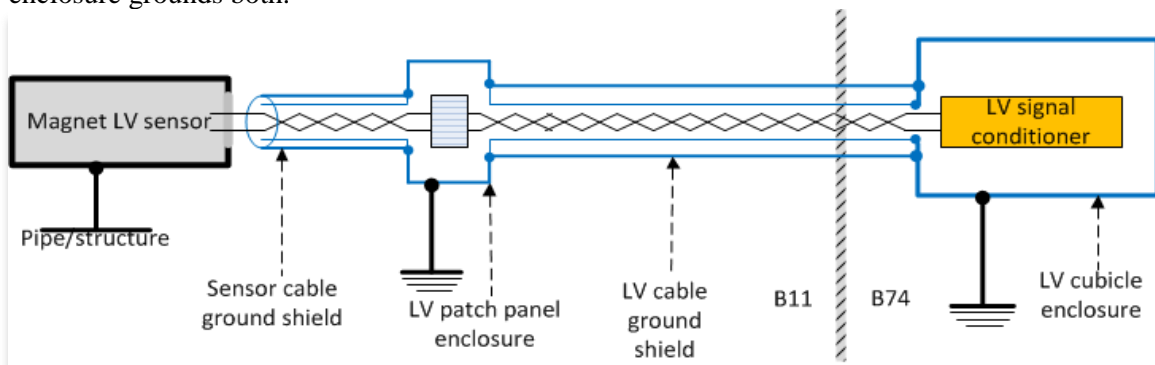 enclosure grounds both.
Magnet LV sensor
LV signal
conditioner
Pipe/structure
Sensor cable
ground shield
LV patch panel
enclosure
LV cable
ground
shield
B11
B74
LV cubicle
enclosure